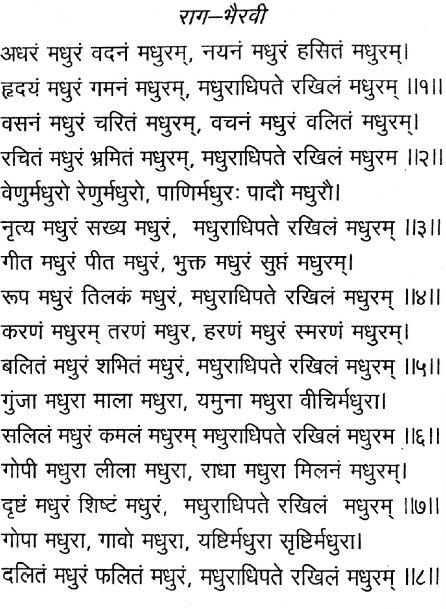 राग–भैरवी
अधरं मधुरं वदनं मधुरम्, नयनं मधुरं हसितं मधुरम्।
हृदयं मधुरं गमनं मधुरम्, मधुराधिपते रखिलं मधुरम् ॥१॥
वसनं मधुरं चरितं मधुरम्, वचनं मधुरं वलितं मधुरम्।
रचितं मधुरं भ्रमितं मधुरम्, मधुराधिपते रखिलं मधुरम ॥२॥
वेणुर्मधुरो रेणुर्मधुरो, पाणिर्मधुरः पादौ मधुरौ।
नृत्य मधुरं सख्य मधुरं, मधुराधिपते रखिलं मधुरम् ॥३॥
गीत मधुरं पीत मधुरं, भुक्त मधुरं सुप्तं मधुरम्।
रूप मधुरं तिलकं मधुरं, मधुराधिपते रखिलं मधुरम् ॥४॥
करणं मधुरम् तरणं मधुर, हरणं मधुरं स्मरणं मधुरम्।
बलितं मधुरं शभितं मधुरं, मधुराधिपते रखिलं मधुरम् ॥५॥
गुंजा मधुरा माला मधुरा, यमुना मधुरा वीचिर्मधुरा।
सलिलं मधुरं कमलं मधुरम् मधुराधिपते रखिलं मधुरम ॥६॥
गोपी मधुरा लीला मधुरा, राधा मधुरा मिलनं मधुरम्।
दृष्टं मधुरं शिष्टं मधुरं, मधुराधिपते रखिलं मधुरम् ॥७॥
गोपा मधुरा, गावो मधुरा, यष्टिर्मधुरा सृष्टिर्मधुरा।
दलितं मधुरं फलितं मधुरं, मधुराधिपते रखिलं मधुरम् ॥८॥